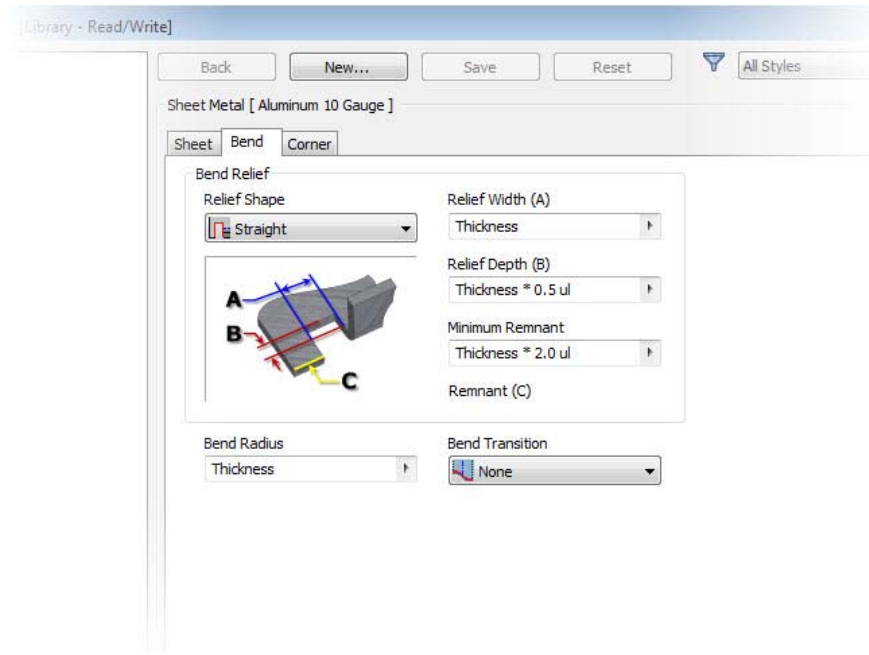 [Library - Read/Write]
Back New... Save Reset All Styles
Sheet Metal [ Aluminum 10 Gauge ]
Sheet Bend Corner
Bend Relief
Relief Shape Relief Width (A)
Straight Thickness
Relief Depth (B)
Thickness * 0.5 ul
A
B
C
Minimum Remnant
Thickness * 2.0 ul
Remnant (C)
Bend Radius Bend Transition
Thickness None